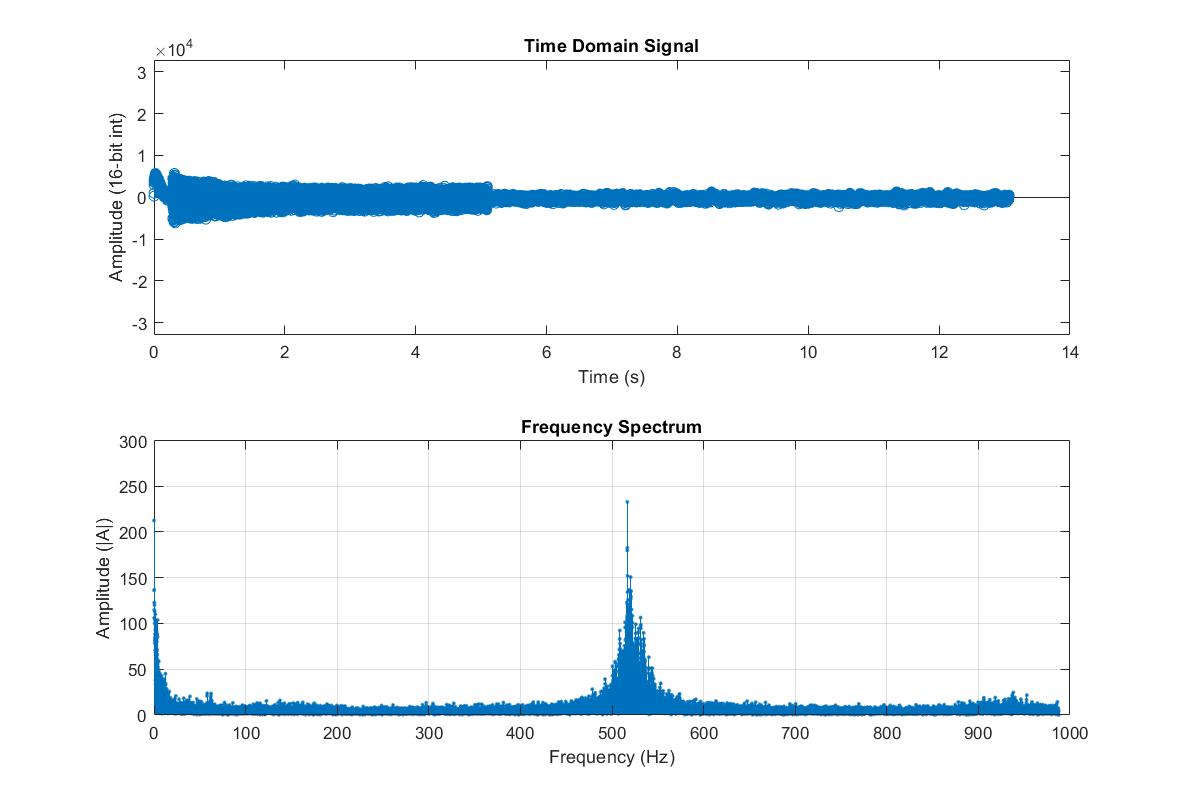 Time Domain Signal
×10⁴
3
2
1
0
-1
-2
-3
Amplitude (16-bit int)
0 2 4 6 8 10 12 14
Time (s)
Frequency Spectrum
300
250
200
150
100
50
0
Amplitude (|A|)
0 100 200 300 400 500 600 700 800 900 1000
Frequency (Hz)